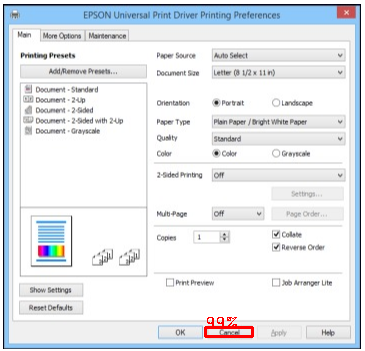 EPSON Universal Print Driver Printing Preferences
Main More Options Maintenance
Printing Presets
Add/Remove Presets...
Document - Standard
Document - 2-Up
Document - 2-Sided
Document - 2-Sided with 2-Up
Document - Grayscale
Show Settings
Reset Defaults
Paper Source Auto Select
Document Size Letter (8 1/2 x 11 in)
Orientation Portrait Landscape
Paper Type Plain Paper / Bright White Paper
Quality Standard
Color Color Grayscale
2-Sided Printing Off
Settings...
Multi-Page Off Page Order...
Copies 1 Collate
Reverse Order
Print Preview Job Arranger Lite
99%
OK Cancel Apply Help